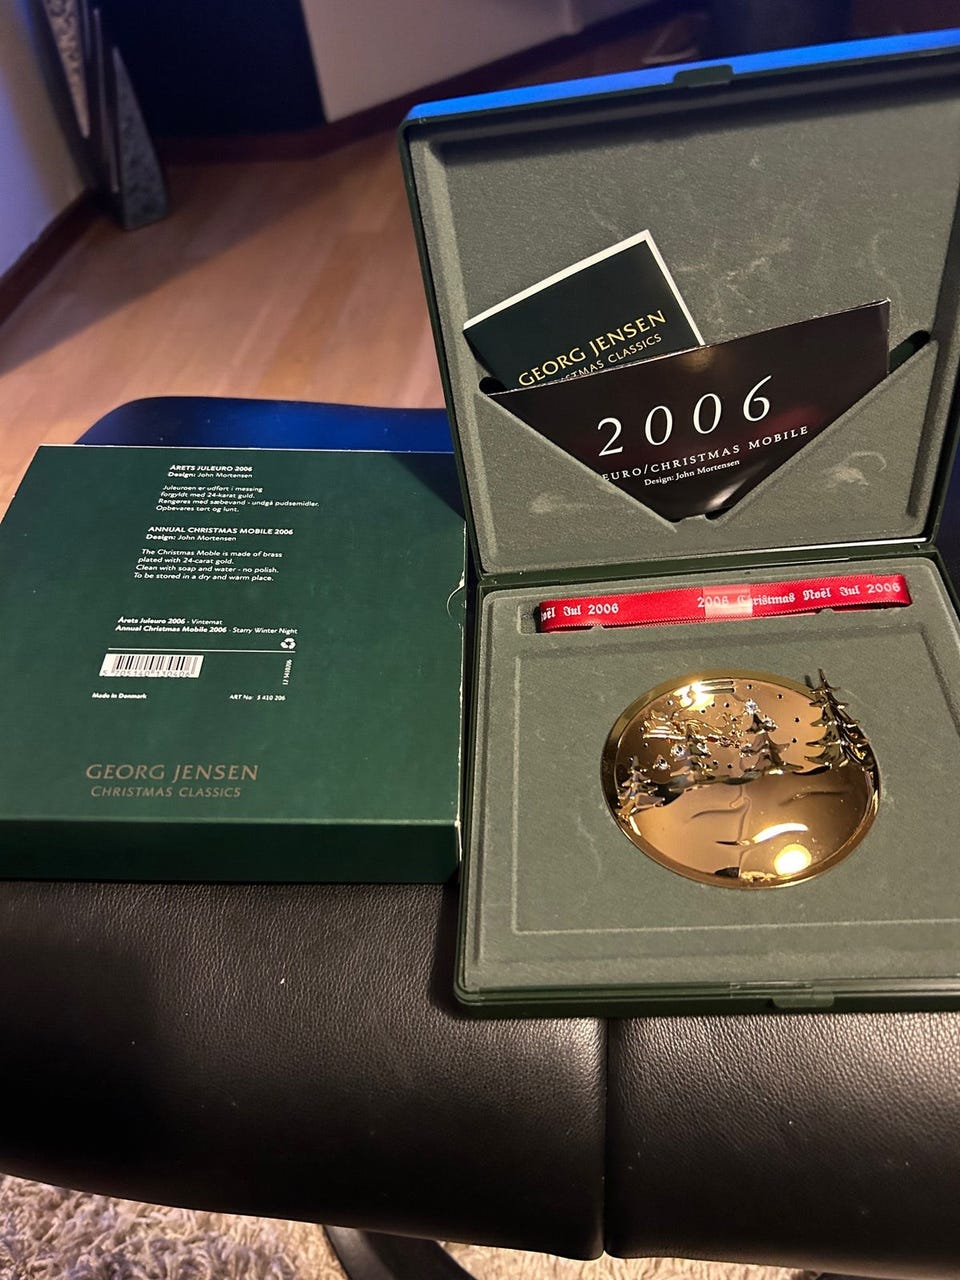 ÅRETS JULEURO 2006
Design: John Mortensen
Juleuroen er udført i messing
forgyldt med 24-karat guld.
Rengøres med sæbevand - undgå pudsemidler.
Opbevares tørt og lunt.
ANNUAL CHRISTMAS MOBILE 2006
Design: John Mortensen
The Christmas Moble is made of brass
plated with 24-carat gold.
Clean with soap and water - no polish.
To be stored in a dry and warm place.
Årets Juleuro 2006 - Vinternat
Annual Christmas Mobile 2006 - Starry Winter Night
Made in Denmark
ART No: 3 410 206
GEORG JENSEN
CHRISTMAS CLASSICS
GEORG JENSEN
CHRISTMAS CLASSICS
2006
EURO/CHRISTMAS MOBILE
Design: John Mortensen
oël Jul 2006 2006 Christmas Noël Jul 2006